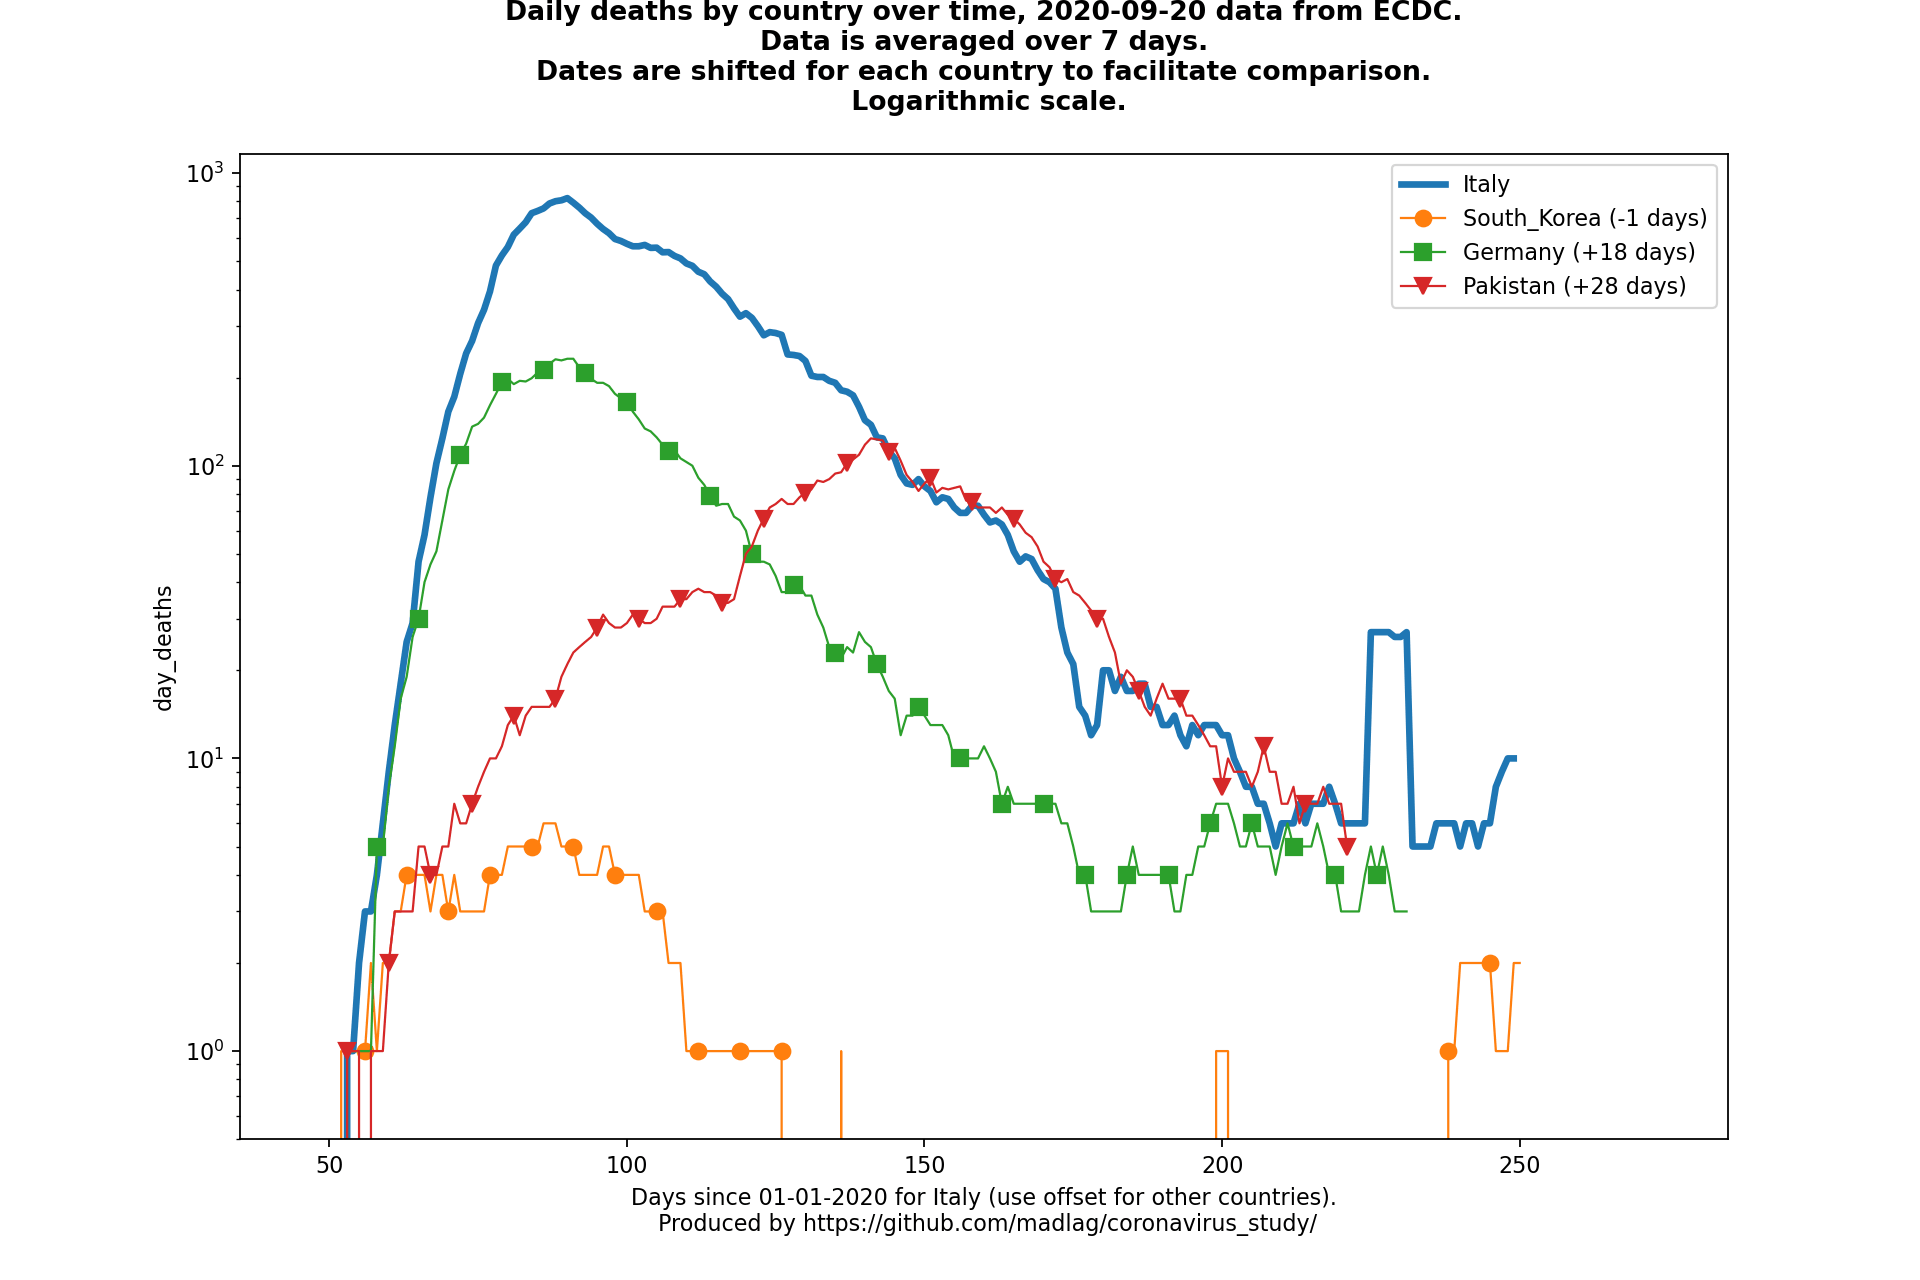 Daily deaths by country over time, 2020-09-20 data from ECDC.
Data is averaged over 7 days.
Dates are shifted for each country to facilitate comparison.
Logarithmic scale.
10³
10²
10¹
10⁰
day_deaths
Italy
South_Korea (-1 days)
Germany (+18 days)
Pakistan (+28 days)
50 100 150 200 250
Days since 01-01-2020 for Italy (use offset for other countries).
Produced by https://github.com/madlag/coronavirus_study/